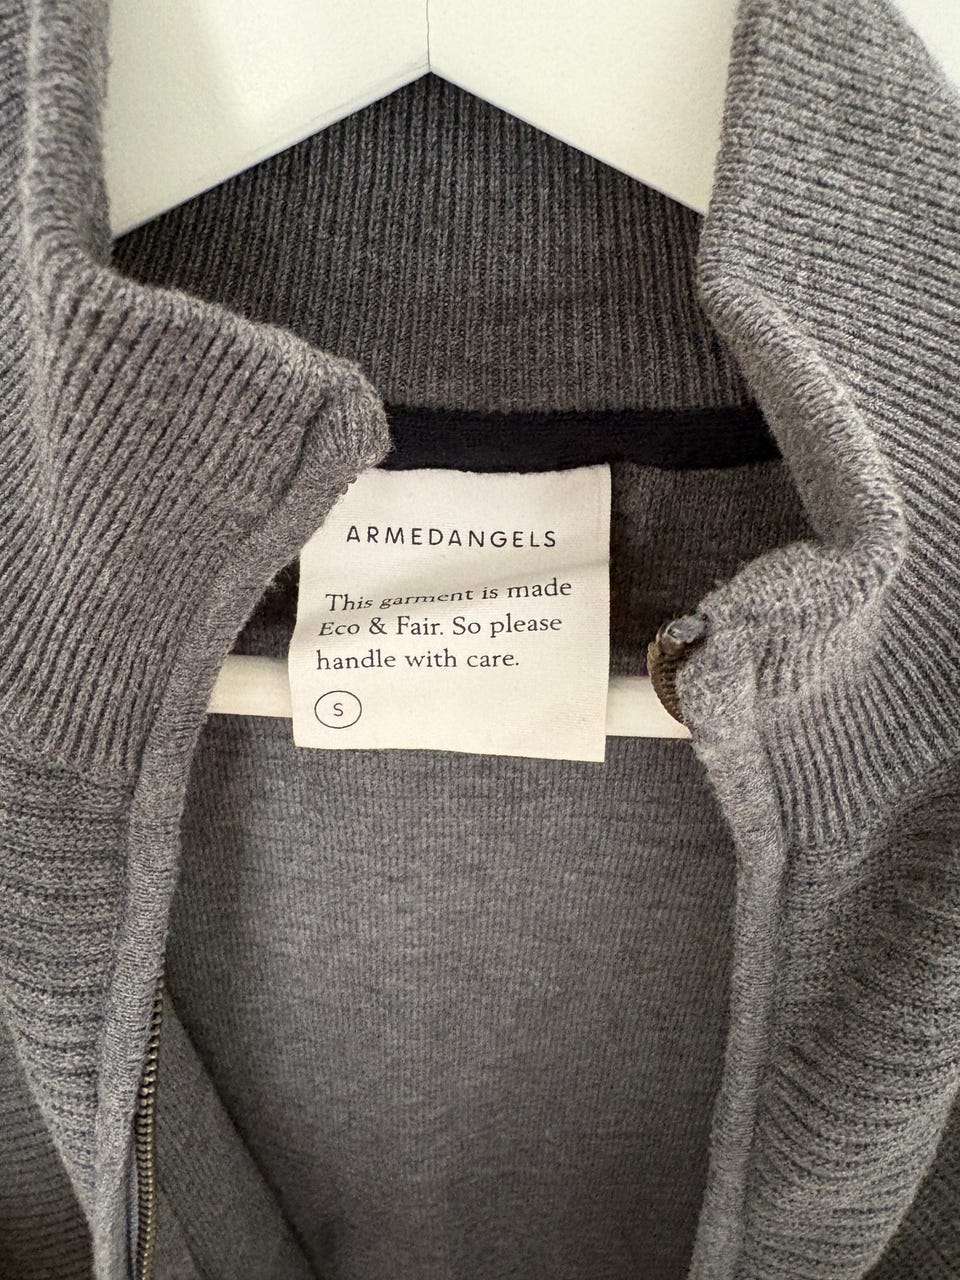 ARMEDANGELS
This garment is made
Eco & Fair. So please
handle with care.
S